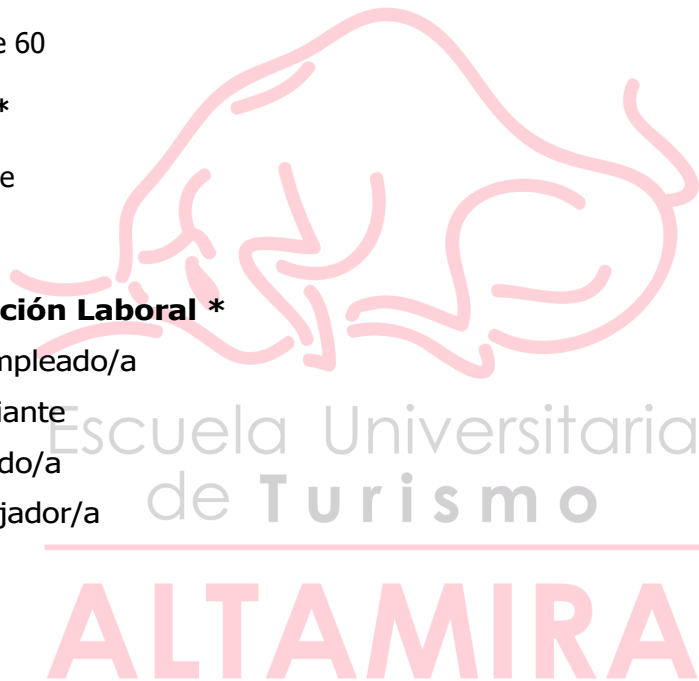 e 60
*
e
ción Laboral *
mpleado/a
iante
Escuela Universitaria
do/a
de Turismo
jador/a
ALTAMIRA